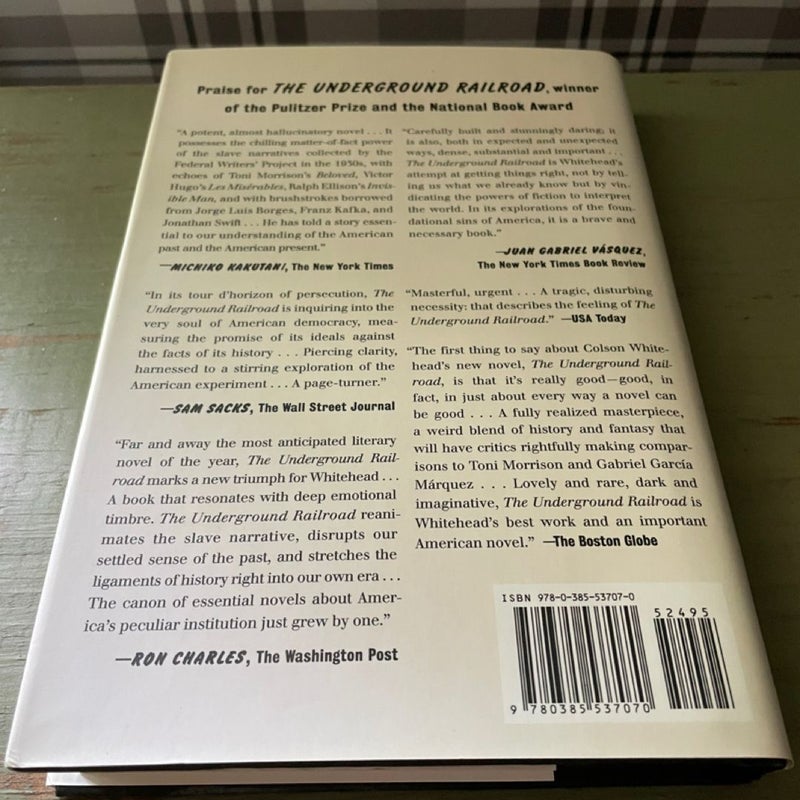 Praise for THE UNDERGROUND RAILROAD, winner
of the Pulitzer Prize and the National Book Award
“A potent, almost hallucinatory novel . . . It
possesses the chilling matter-of-fact power
of the slave narratives collected by the
Federal Writers’ Project in the 1930s, with
echoes of Toni Morrison’s Beloved, Victor
Hugo’s Les Misérables, Ralph Ellison’s Invis-
ible Man, and with brushstrokes borrowed
from Jorge Luis Borges, Franz Kafka, and
Jonathan Swift . . . He has told a story essen-
tial to our understanding of the American
past and the American present.”
—MICHIKO KAKUTANI, The New York Times
“In its tour d’horizon of persecution, The
Underground Railroad is inquiring into the
very soul of American democracy, mea-
suring the promise of its ideals against
the facts of its history . . . Piercing clarity,
harnessed to a stirring exploration of the
American experiment . . . A page-turner.”
—SAM SACKS, The Wall Street Journal
“Far and away the most anticipated literary
novel of the year, The Underground Rail-
road marks a new triumph for Whitehead . . .
A book that resonates with deep emotional
timbre. The Underground Railroad reani-
mates the slave narrative, disrupts our
settled sense of the past, and stretches the
ligaments of history right into our own era . . .
The canon of essential novels about Amer-
ica’s peculiar institution just grew by one.”
—RON CHARLES, The Washington Post
“Carefully built and stunningly daring; it
is also, both in expected and unexpected
ways, dense, substantial and important . . .
The Underground Railroad is Whitehead’s
attempt at getting things right, not by tell-
ing us what we already know but by vin-
dicating the powers of fiction to interpret
the world. In its explorations of the foun-
dational sins of America, it is a brave and
necessary book.”
—JUAN GABRIEL VÁSQUEZ,
The New York Times Book Review
“Masterful, urgent . . . A tragic, disturbing
necessity: that describes the feeling of The
Underground Railroad.” —USA Today
“The first thing to say about Colson White-
head’s new novel, The Underground Rail-
road, is that it’s really good—good, in
fact, in just about every way a novel can
be good . . . A fully realized masterpiece,
a weird blend of history and fantasy that
will have critics rightfully making compar-
isons to Toni Morrison and Gabriel García
Márquez . . . Lovely and rare, dark and
imaginative, The Underground Railroad is
Whitehead’s best work and an important
American novel.” —The Boston Globe
ISBN 978-0-385-53707-0
52495
9 780385 537070